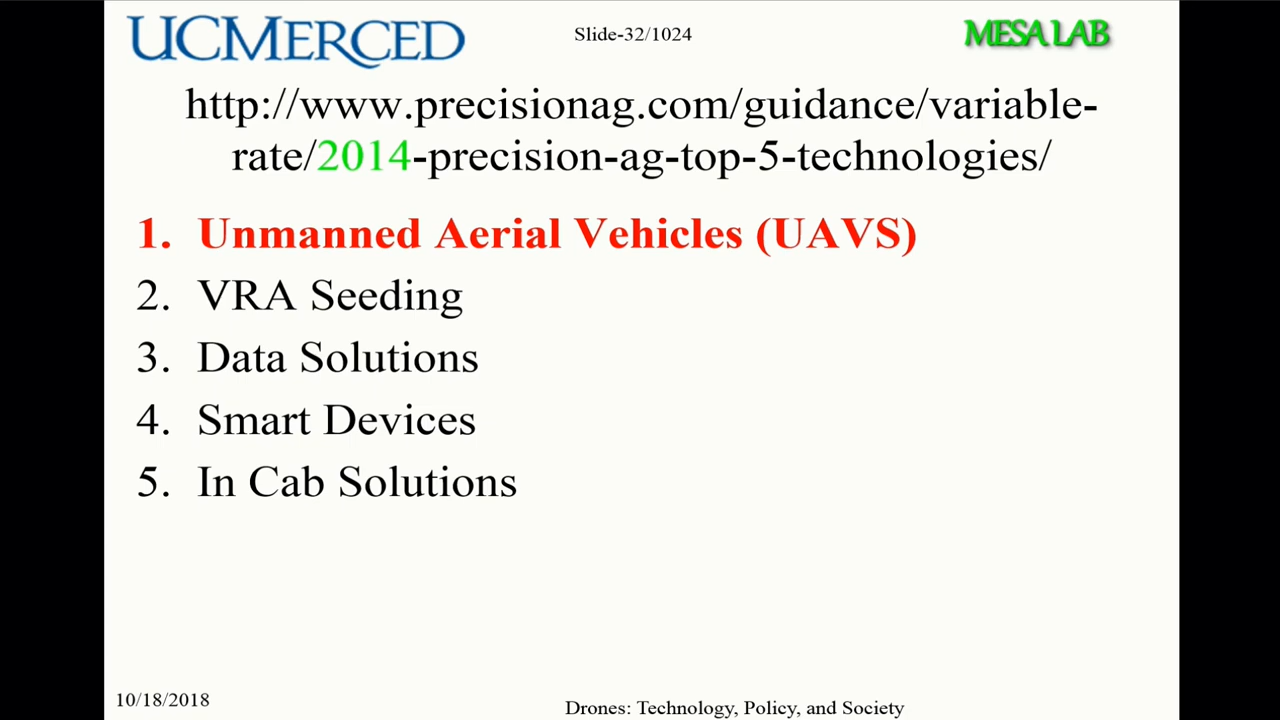 UCMERCED
Slide-32/1024
MESA LAB
http://www.precisionag.com/guidance/variable-
rate/2014-precision-ag-top-5-technologies/
1. Unmanned Aerial Vehicles (UAVS)
2. VRA Seeding
3. Data Solutions
4. Smart Devices
5. In Cab Solutions
10/18/2018
Drones: Technology, Policy, and Society